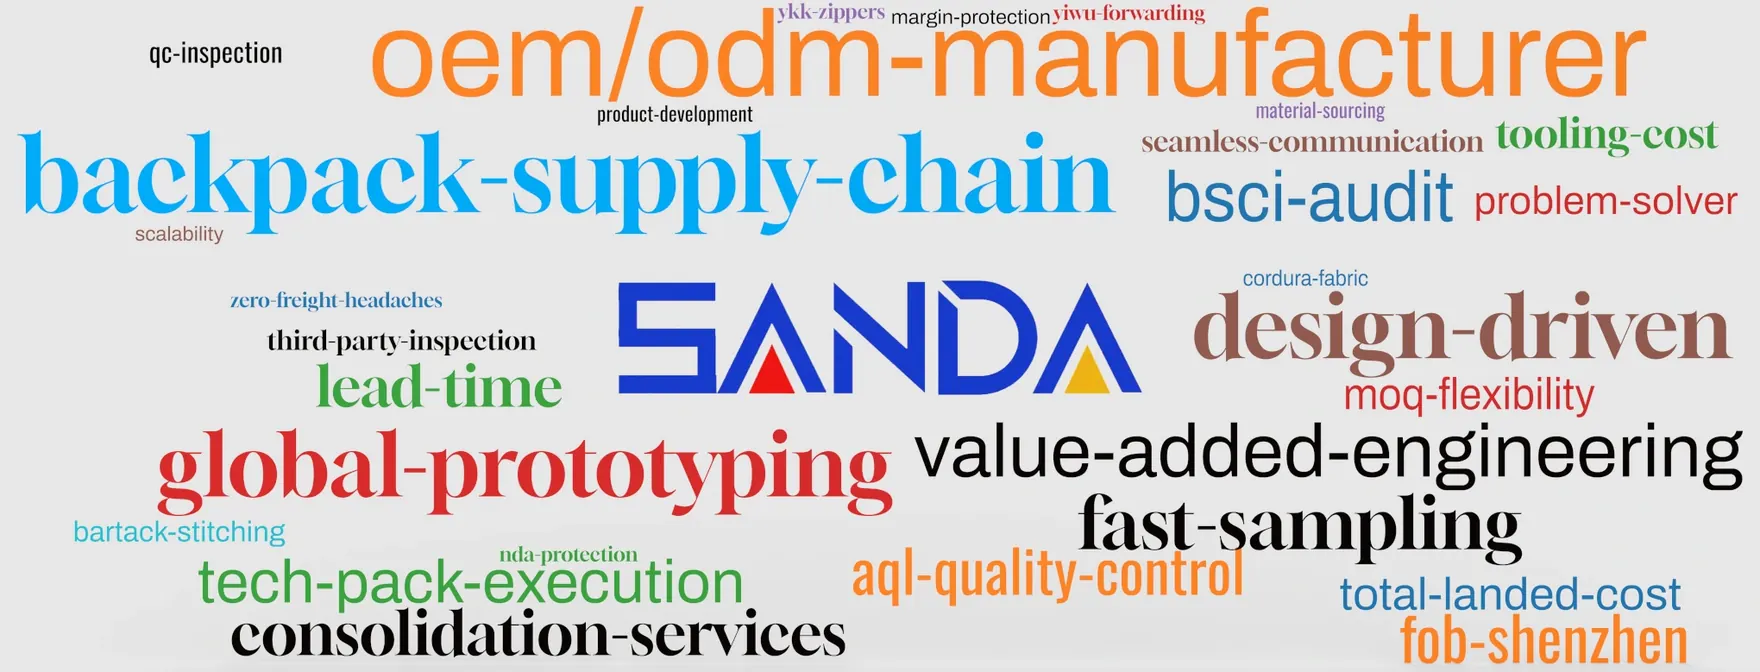 ykk-zippers margin-protection yiwu-forwarding
qc-inspection
oem/odm-manufacturer
product-development
material-sourcing
backpack-supply-chain
seamless-communication tooling-cost
bsci-audit problem-solver
scalability
zero-freight-headaches
third-party-inspection
lead-time
SANDA
cordura-fabric
design-driven
moq-flexibility
global-prototyping
value-added-engineering
fast-sampling
bartack-stitching
nda-protection
tech-pack-execution
aql-quality-control
total-landed-cost
consolidation-services
fob-shenzhen